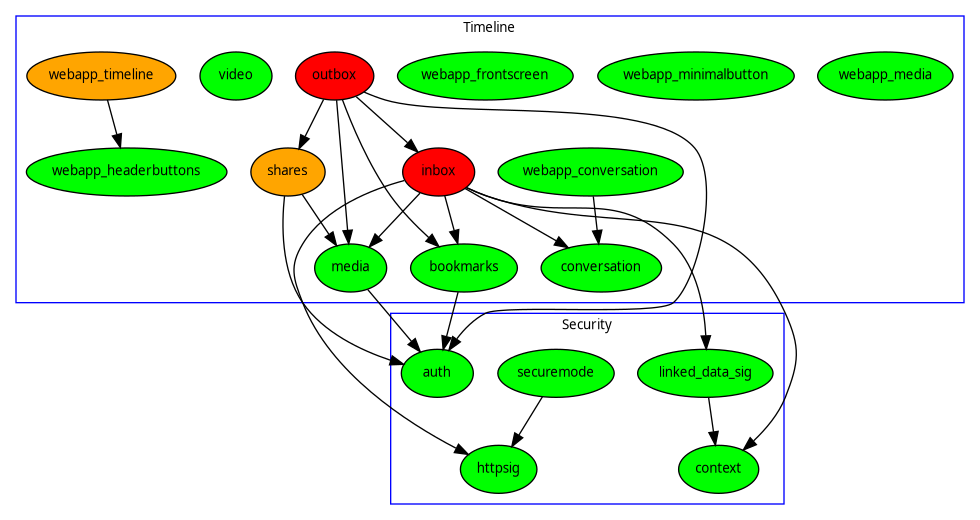 Timeline
webapp_timeline
video
outbox
webapp_frontscreen
webapp_minimalbutton
webapp_media
webapp_headerbuttons
shares
inbox
webapp_conversation
media
bookmarks
conversation
Security
auth
securemode
linked_data_sig
httpsig
context